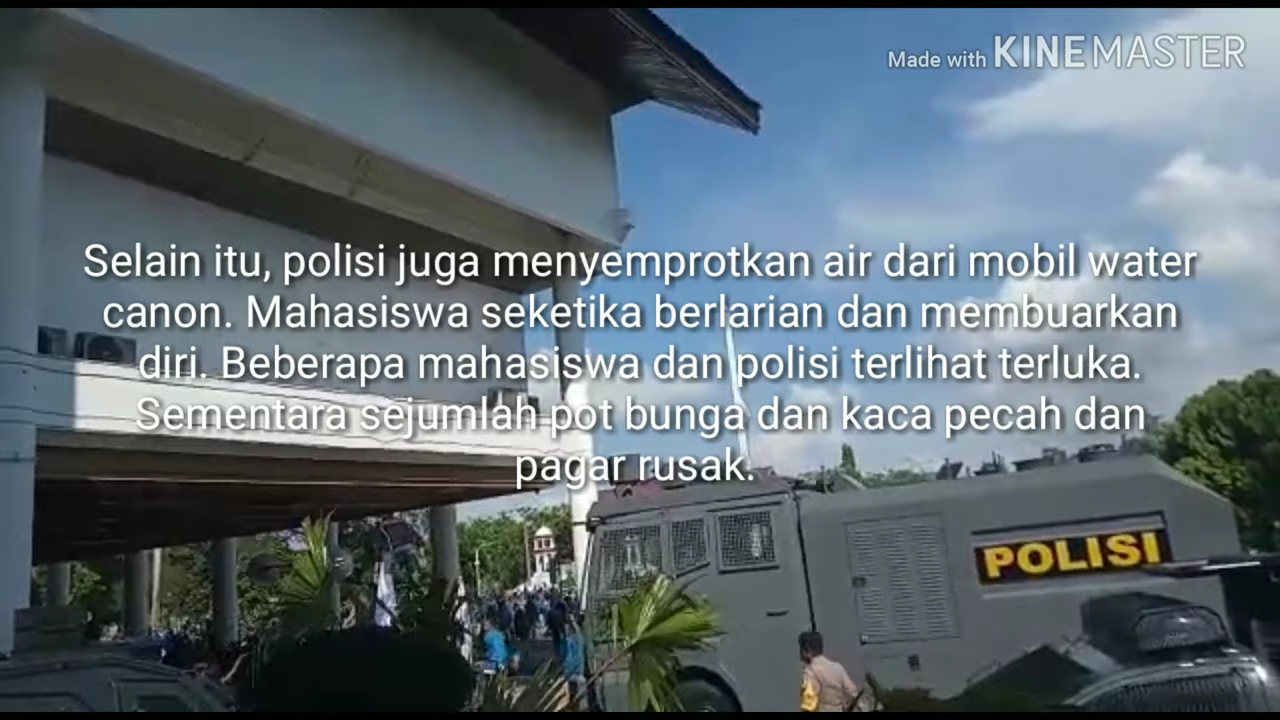 Made with KINEMASTER
Selain itu, polisi juga menyemprotkan air dari mobil water
canon. Mahasiswa seketika berlarian dan membuarkan
diri. Beberapa mahasiswa dan polisi terlihat terluka.
Sementara sejumlah pot bunga dan kaca pecah dan
pagar rusak.
POLISI